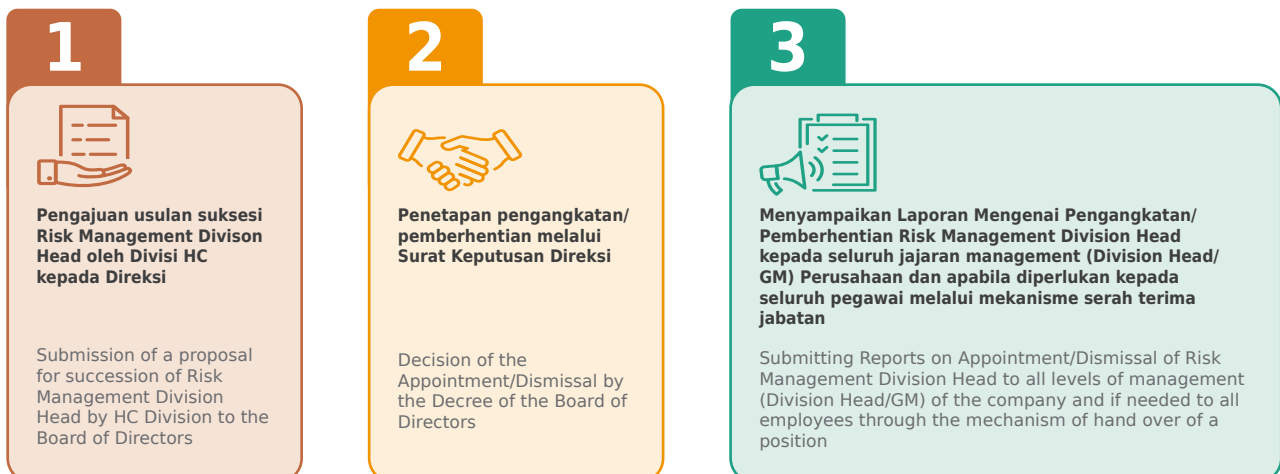 1
Pengajuan usulan suksesi
Risk Management Divison
Head oleh Divisi HC
kepada Direksi
Submission of a proposal
for succession of Risk
Management Division
Head by HC Division to the
Board of Directors
2
Penetapan pengangkatan/
pemberhentian melalui
Surat Keputusan Direksi
Decision of the
Appointment/Dismissal by
the Decree of the Board of
Directors
3
Menyampaikan Laporan Mengenai Pengangkatan/
Pemberhentian Risk Management Division Head
kepada seluruh jajaran management (Division Head/
GM) Perusahaan dan apabila diperlukan kepada
seluruh pegawai melalui mekanisme serah terima
jabatan
Submitting Reports on Appointment/Dismissal of Risk
Management Division Head to all levels of management
(Division Head/GM) of the company and if needed to all
employees through the mechanism of hand over of a
position